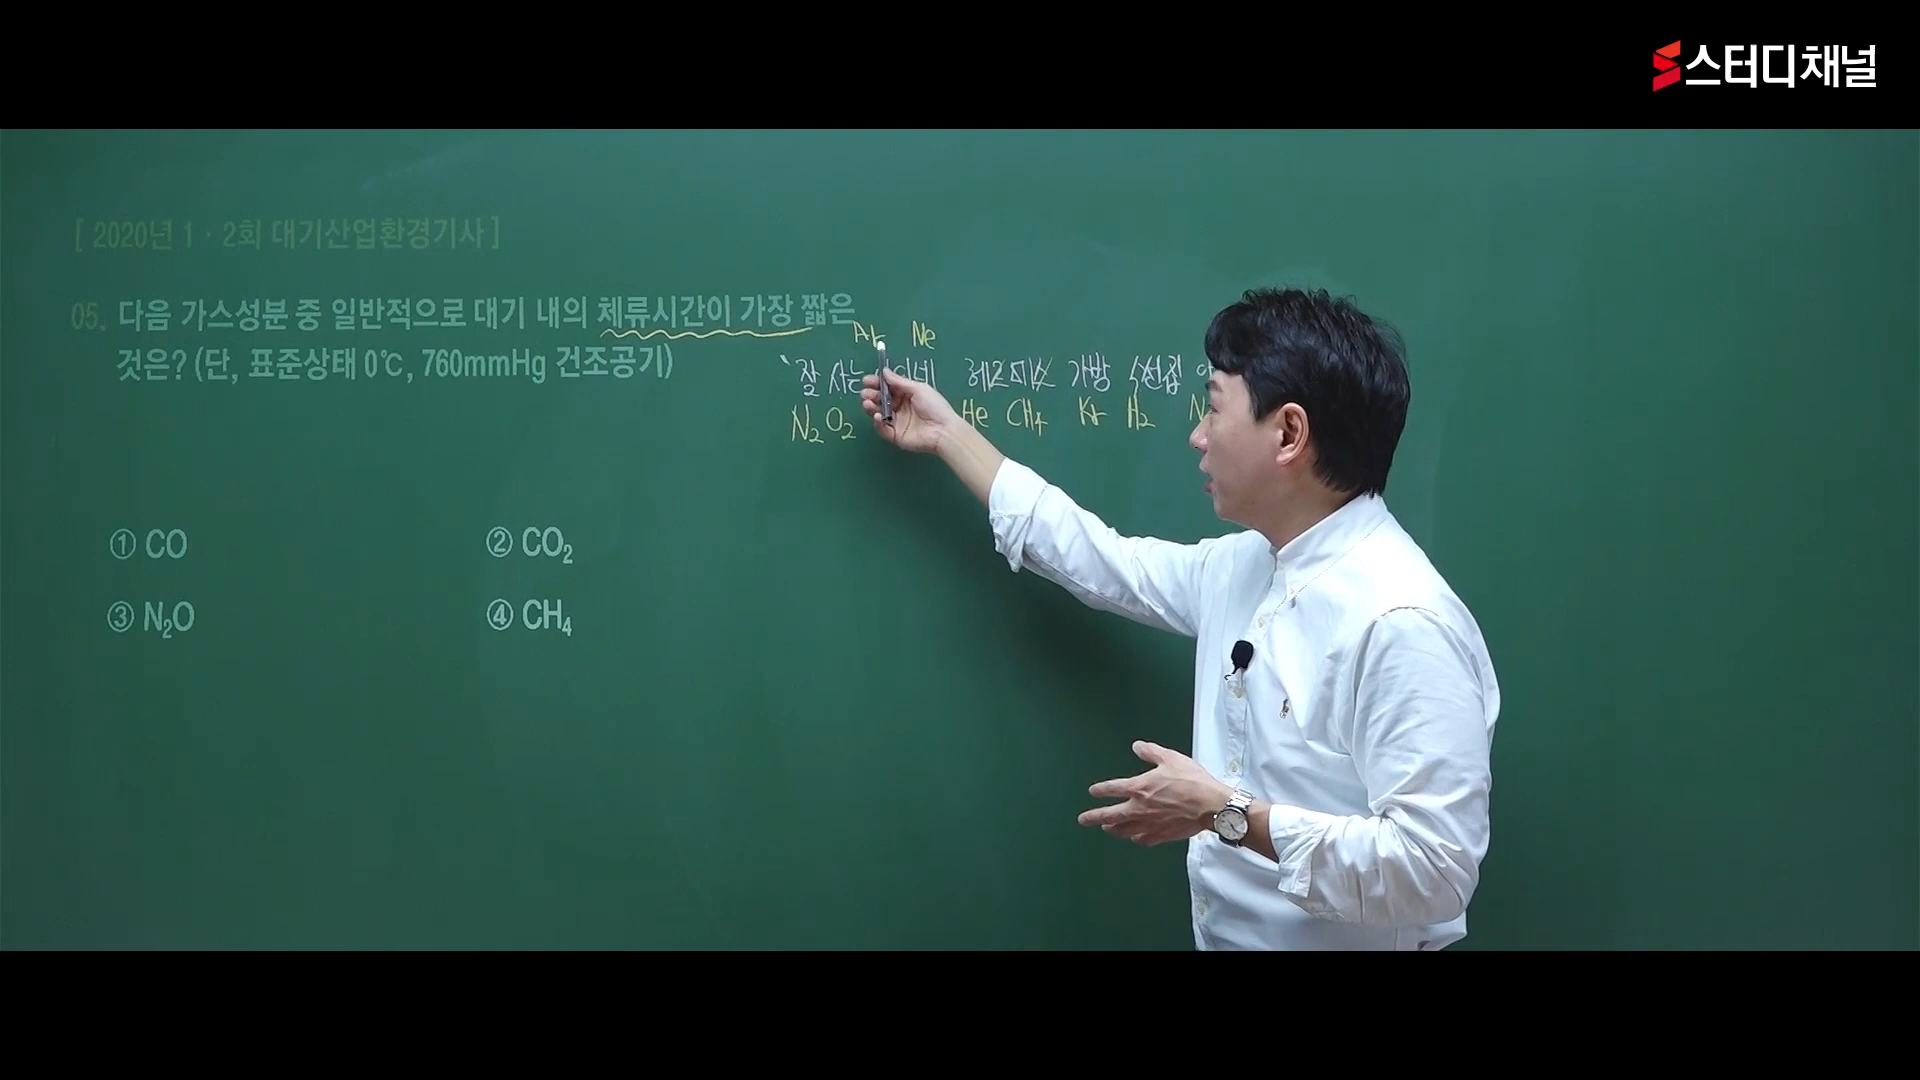 스터디채널
[ 2020년 1 · 2회 대기산업환경기사 ]
05. 다음 가스성분 중 일반적으로 대기 내의 체류시간이 가장 짧은
것은? (단, 표준상태 0℃, 760mmHg 건조공기)
Ar Ne
잘 사는 네 헤 가방 수선집
N₂ O₂ He CH₄ Kr H₂ N
① CO ② CO₂
③ N₂O ④ CH₄